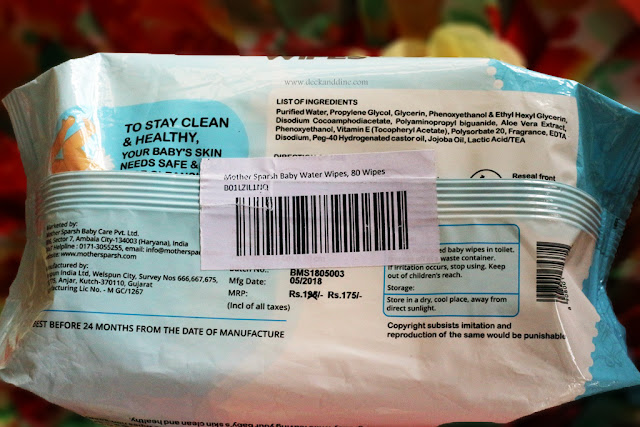 WIPES
www.deckanddine.com
TO STAY CLEAN
& HEALTHY,
YOUR BABY'S SKIN
NEEDS SAFE &
LIST OF INGREDIENTS
Purified Water, Propylene Glycol, Glycerin, Phenoxyethanol & Ethyl Hexyl Glycerin,
Disodium Cocoamphodiacetate, Polyaminopropyl biguanide, Aloe Vera Extract,
Phenoxyethanol, Vitamin E (Tocopheryl Acetate), Polysorbate 20, Fragrance, EDTA
Disodium, Peg-40 Hydrogenated castor oil, Jojoba Oil, Lactic Acid/TEA
Reseal front
Mother Sparsh Baby Water Wipes, 80 Wipes
Marketed by:
Mother Sparsh Baby Care Pvt. Ltd.
Sector 7, Ambala City-134003 (Haryana), India
Helpline : 0171-3055255, email: info@mothersparsh
www.mothersparsh.com
Manufactured by:
India Ltd, Welspun City, Survey Nos 666,667,675,
Anjar, Kutch-370110, Gujarat
Manufacturing Lic. No. - M GC/1267
Batch No.: BMS1805003
Mfg Date: 05/2018
MRP: Rs.175/-
(Incl of all taxes)
BEST BEFORE 24 MONTHS FROM THE DATE OF MANUFACTURE
baby wipes in toilet.
waste container.
If irritation occurs, stop using. Keep
out of children's reach.
Storage:
Store in a dry, cool place, away from
direct sunlight.
Copyright subsists imitation and
reproduction of the same would be punishable